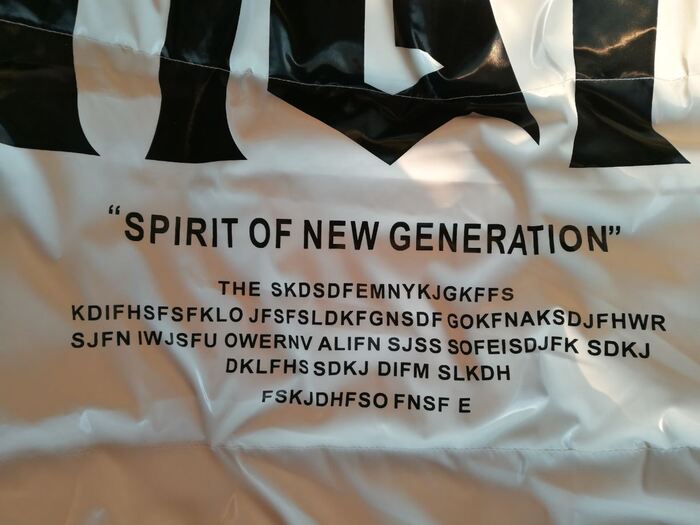 “SPIRIT OF NEW GENERATION”
THE SKDSDFEMNYKJGKFFS
KDIFHSFSFKLO JFSFSLDKFGNSDF GOKFNAKSDJFHWR
SJFN IWJSFU OWERNV ALIFN SJSS SOFEISDJFK SDKJ
DKLFHS SDKJ DIFM SLKDH
FSKJDHFSO FNSF E